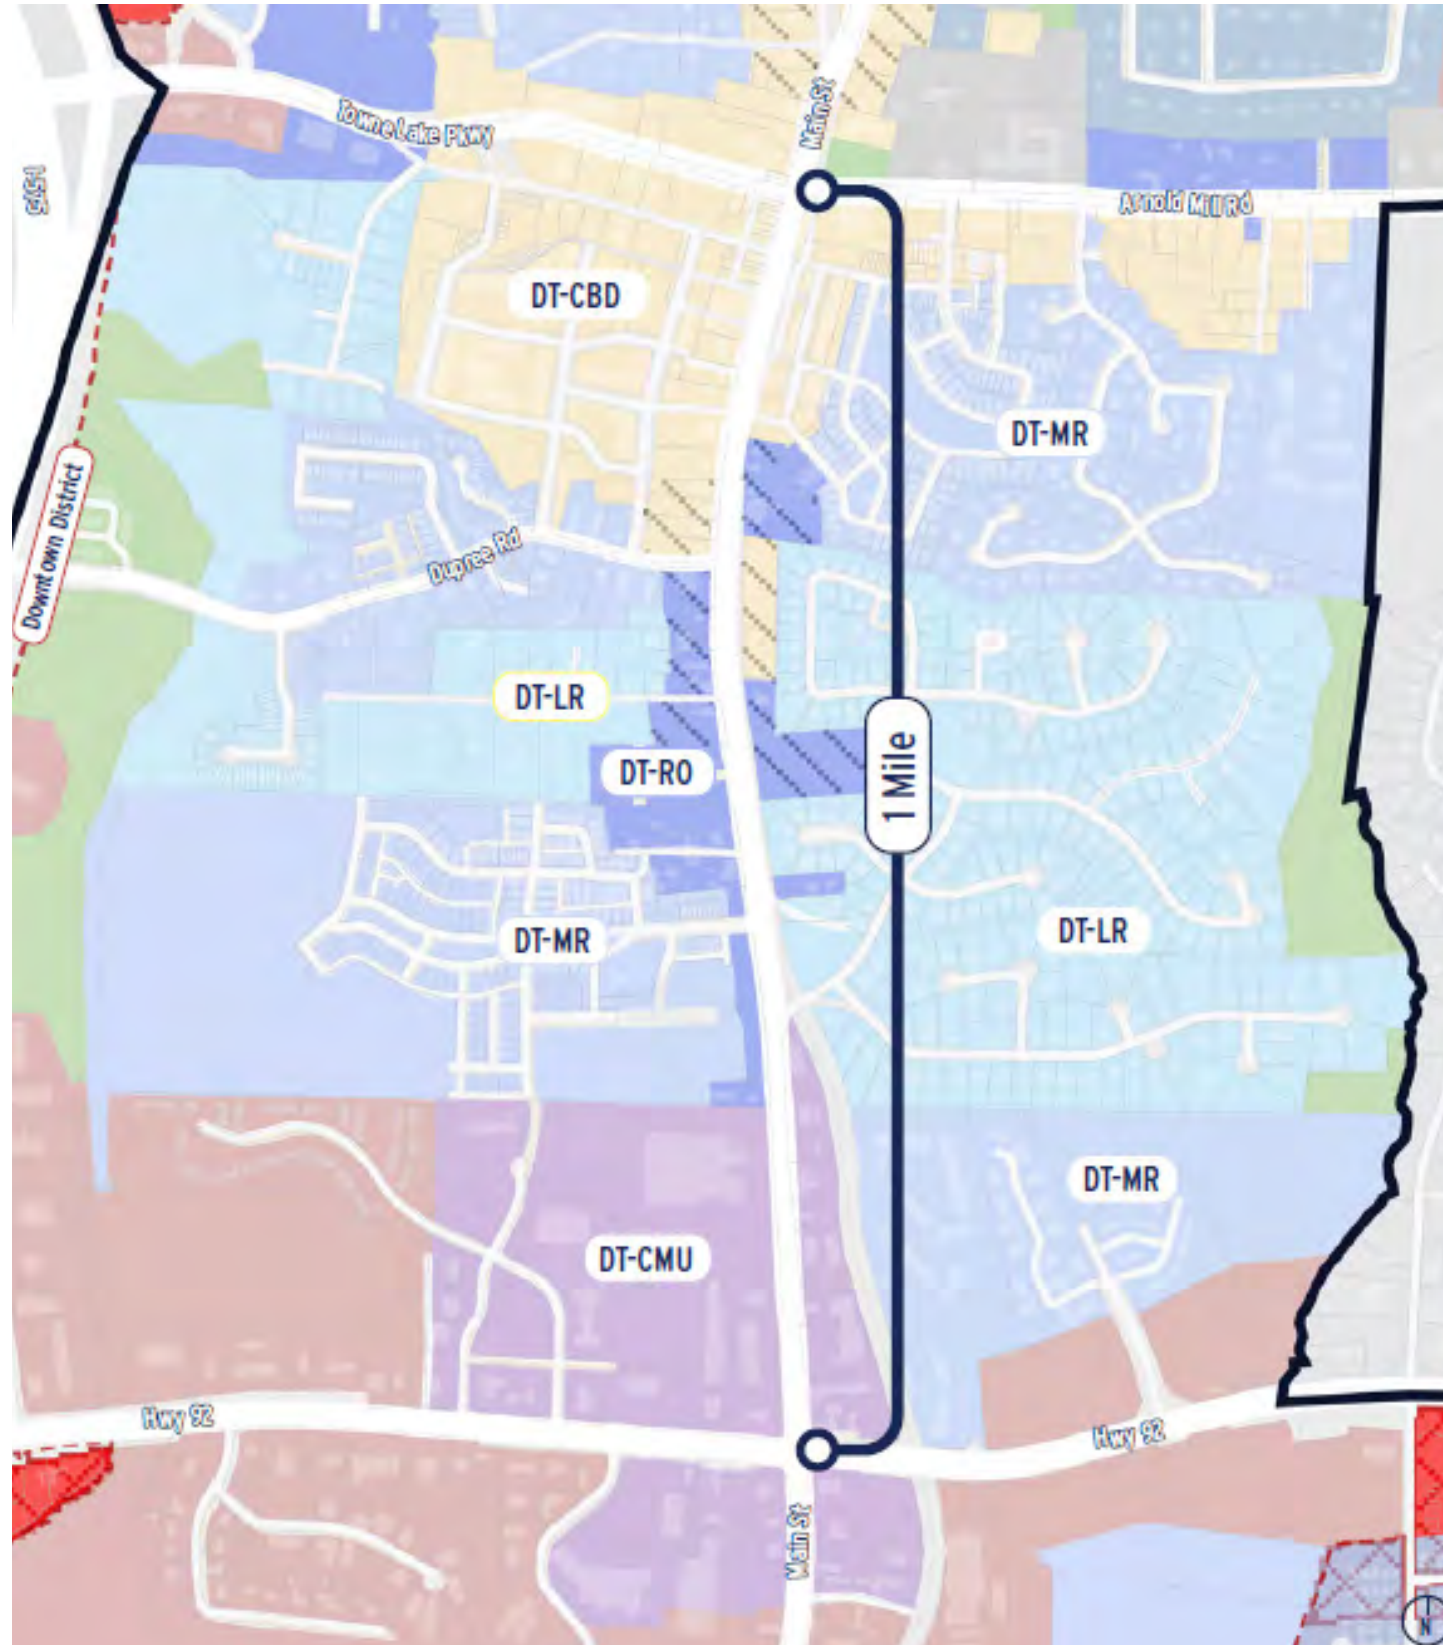 Towne Lake Pkwy
Main St
I-575
Arnold Mill Rd
DT-CBD
DT-MR
Downtown District
Dupree Rd
DT-LR
DT-RO
1 Mile
DT-MR
DT-LR
DT-MR
DT-CMU
Hwy 92
Hwy 92
Main St
N